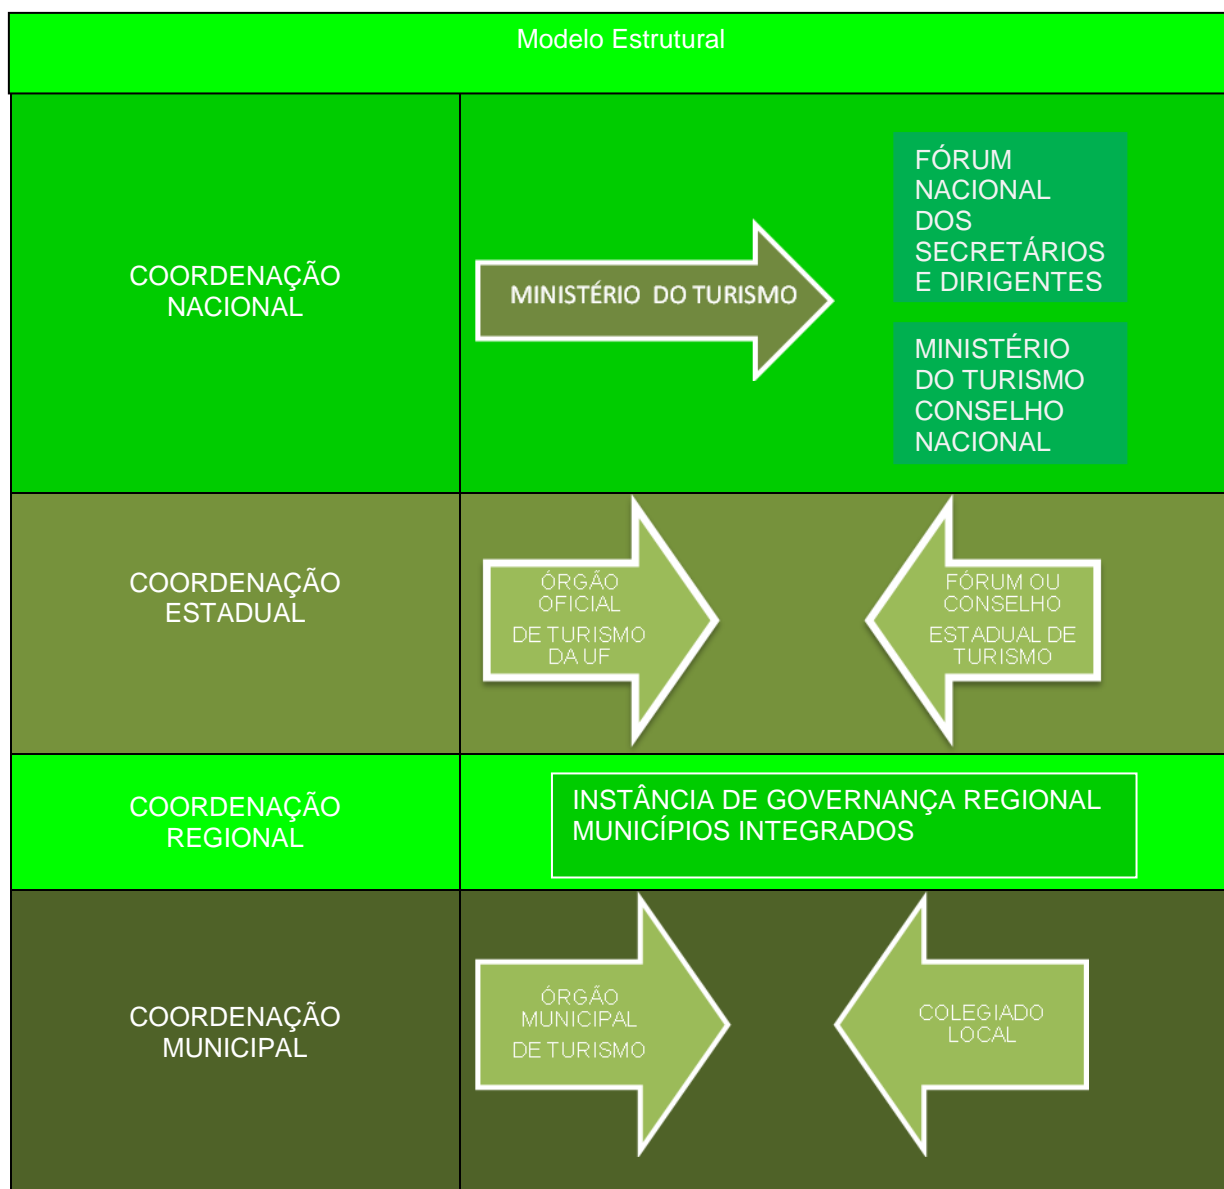 Modelo Estrutural
COORDENAÇÃO
NACIONAL
MINISTÉRIO DO TURISMO
FÓRUM
NACIONAL
DOS
SECRETÁRIOS
E DIRIGENTES
MINISTÉRIO
DO TURISMO
CONSELHO
NACIONAL
COORDENAÇÃO
ESTADUAL
ÓRGÃO
OFICIAL
DE TURISMO
DA UF
FÓRUM OU
CONSELHO
ESTADUAL DE
TURISMO
COORDENAÇÃO
REGIONAL
INSTÂNCIA DE GOVERNANÇA REGIONAL
MUNICÍPIOS INTEGRADOS
COORDENAÇÃO
MUNICIPAL
ÓRGÃO
MUNICIPAL
DE TURISMO
COLEGIADO
LOCAL